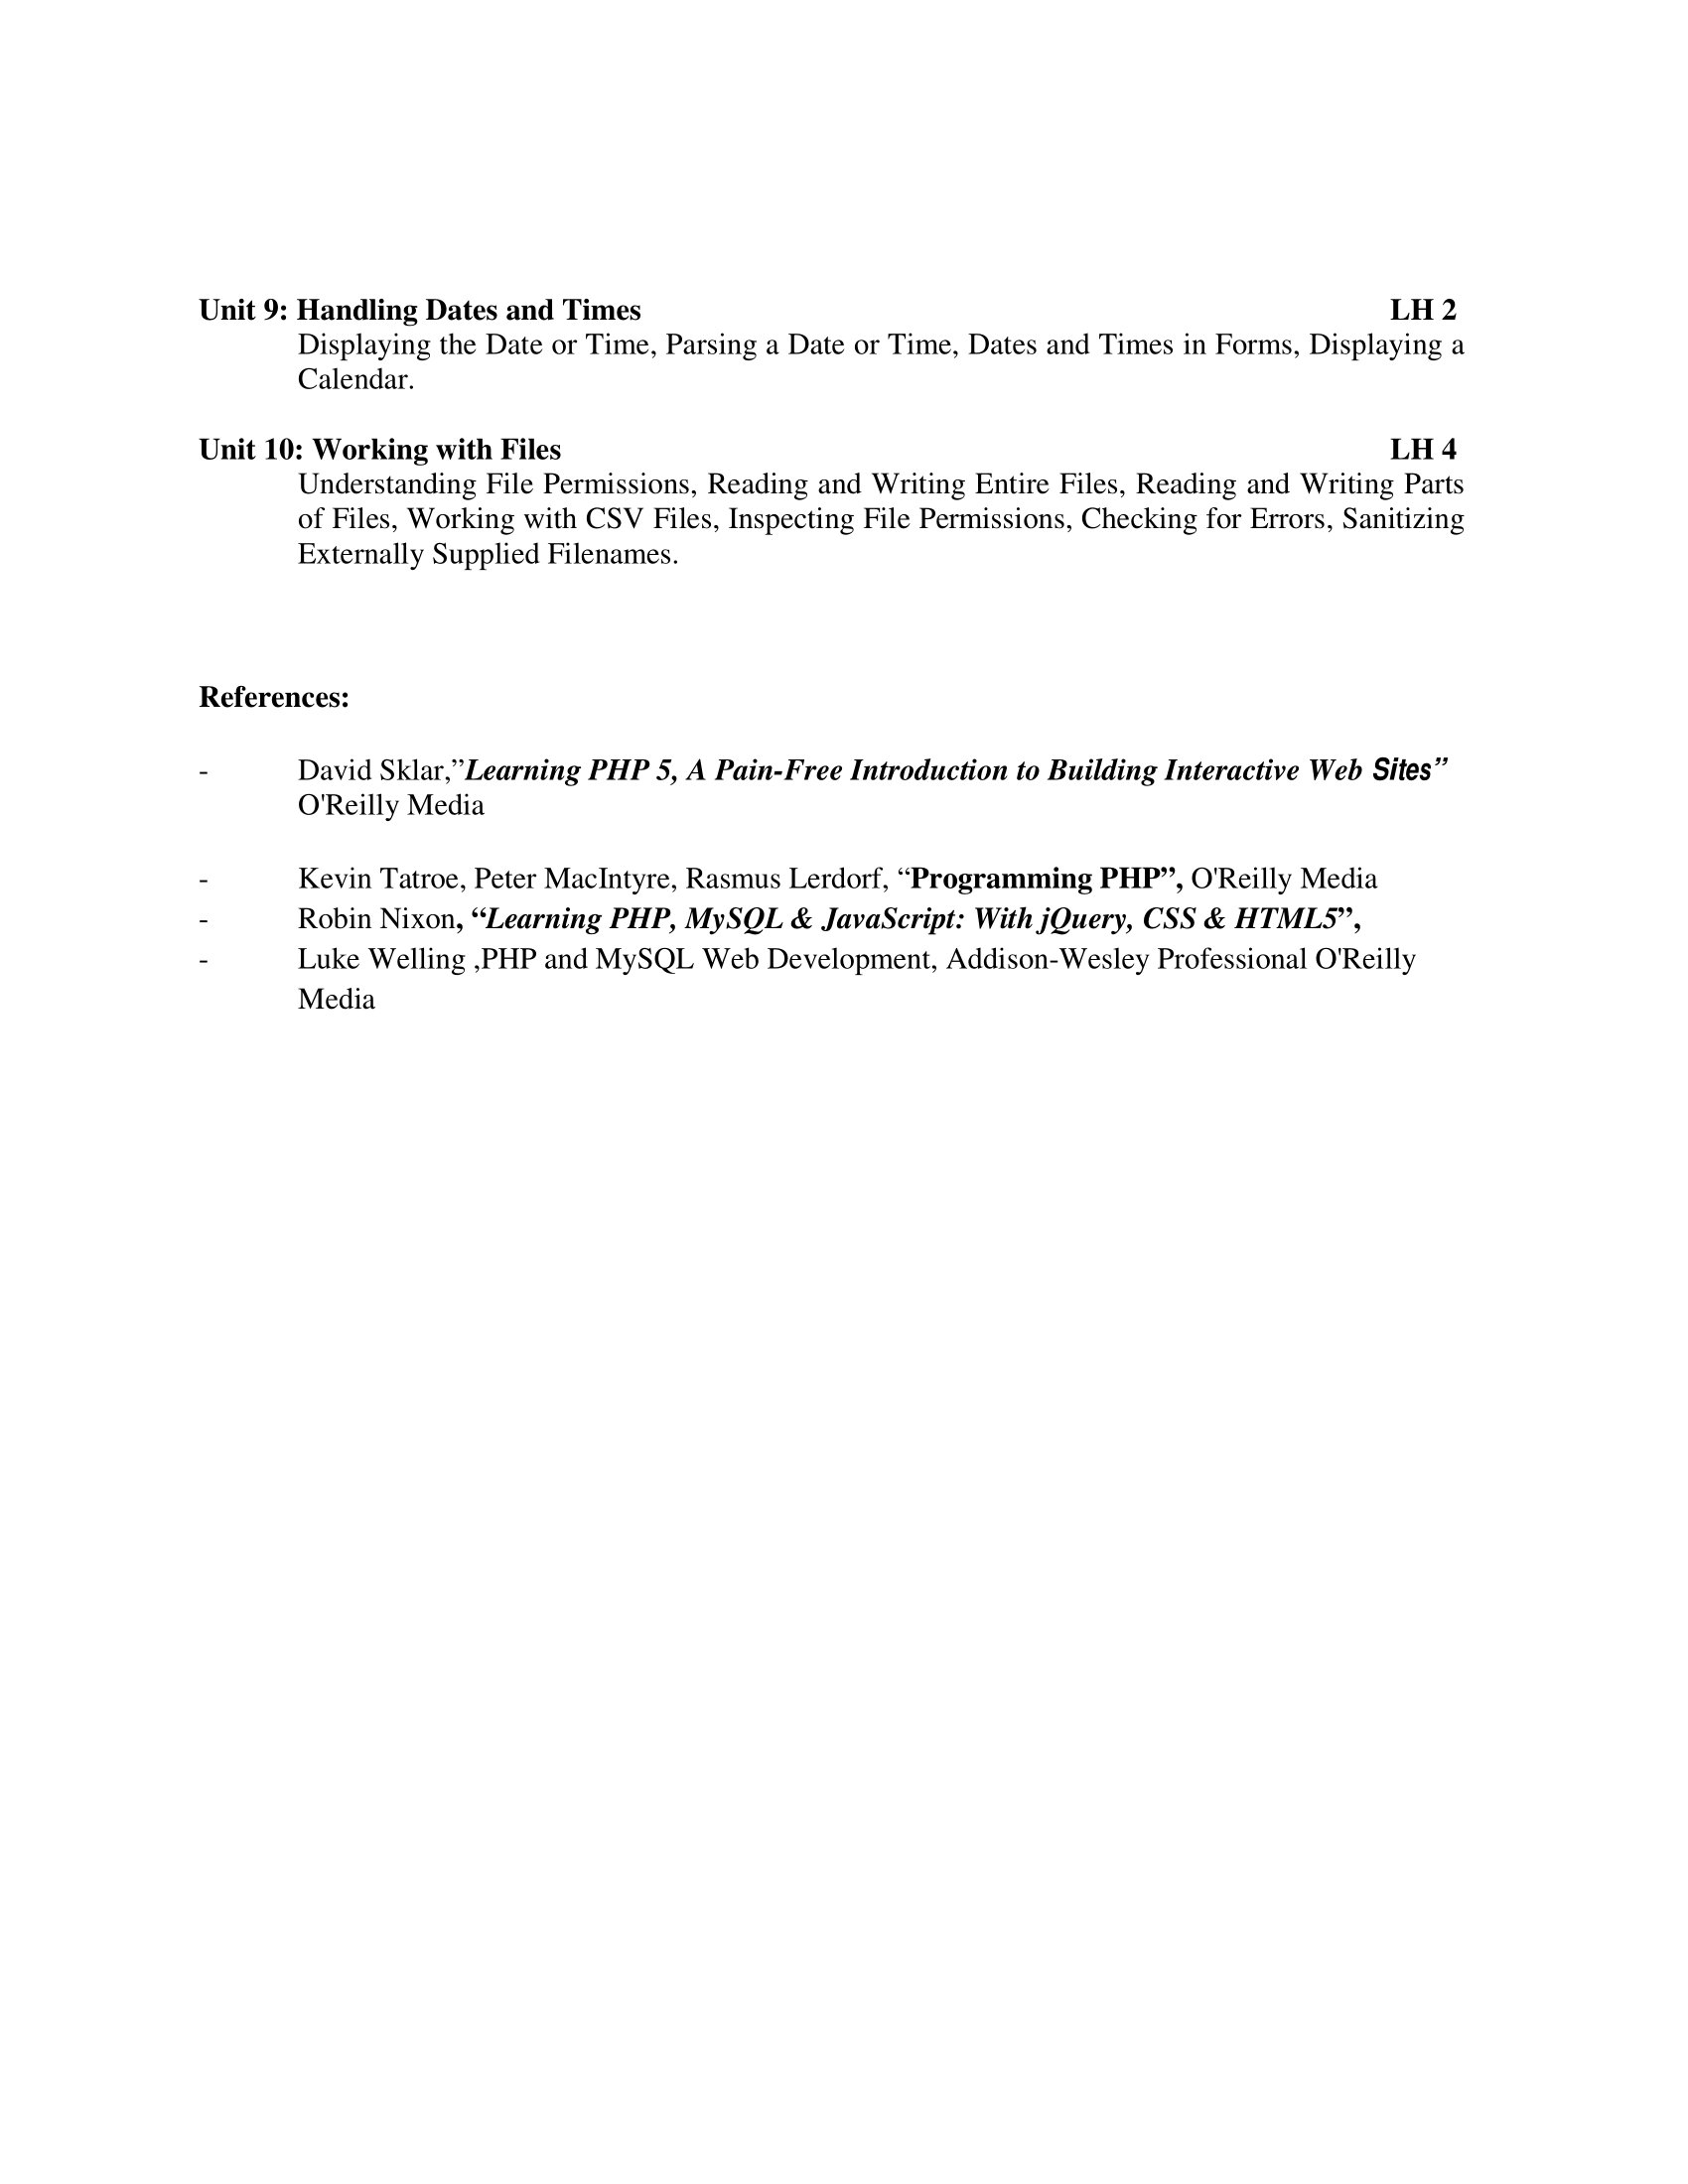 Unit 9: Handling Dates and Times LH 2
Displaying the Date or Time, Parsing a Date or Time, Dates and Times in Forms, Displaying a
Calendar.
Unit 10: Working with Files LH 4
Understanding File Permissions, Reading and Writing Entire Files, Reading and Writing Parts
of Files, Working with CSV Files, Inspecting File Permissions, Checking for Errors, Sanitizing
Externally Supplied Filenames.
References:
- David Sklar,”Learning PHP 5, A Pain-Free Introduction to Building Interactive Web Sites”
O'Reilly Media
- Kevin Tatroe, Peter MacIntyre, Rasmus Lerdorf, “Programming PHP”, O'Reilly Media
- Robin Nixon, “Learning PHP, MySQL & JavaScript: With jQuery, CSS & HTML5”,
- Luke Welling ,PHP and MySQL Web Development, Addison-Wesley Professional O'Reilly
Media